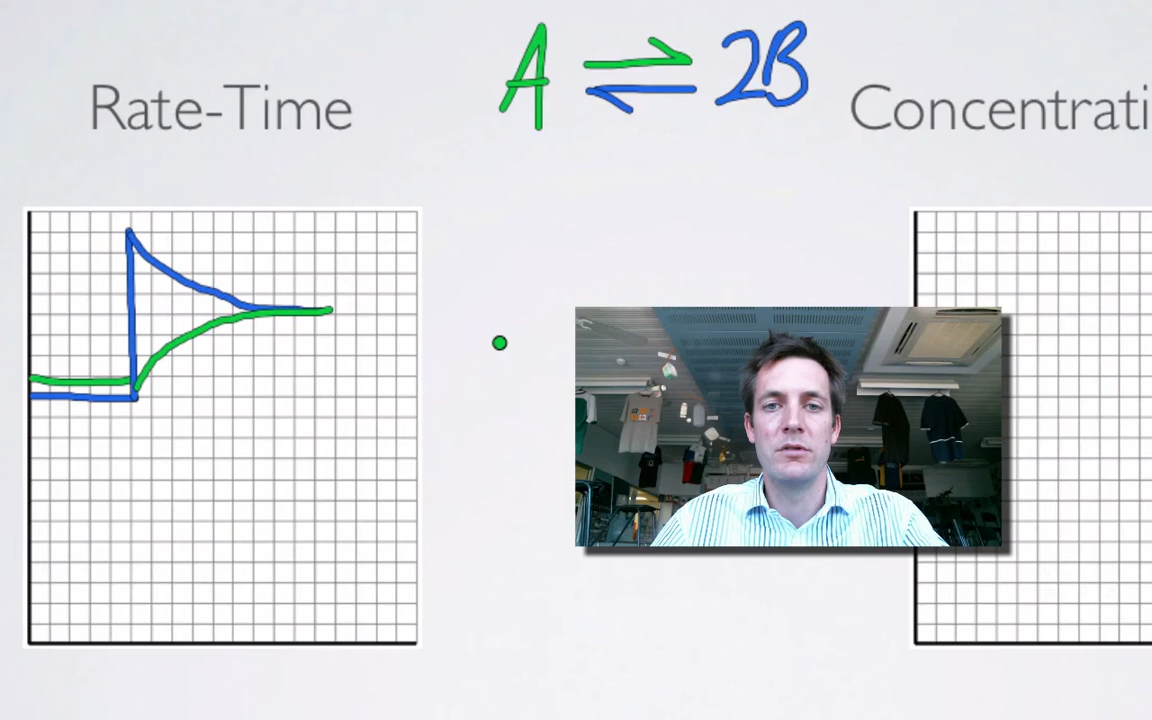 A ⇌ 2B
Rate-Time
Concentrati